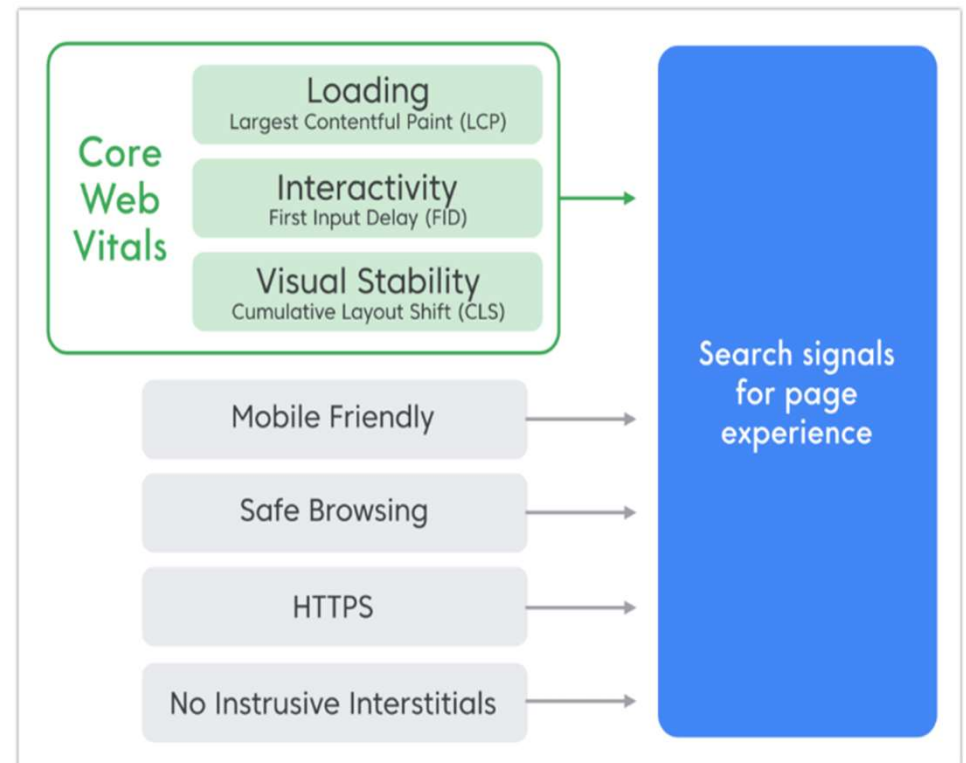 Core
Web
Vitals
Loading
Largest Contentful Paint (LCP)
Interactivity
First Input Delay (FID)
Visual Stability
Cumulative Layout Shift (CLS)
Mobile Friendly
Safe Browsing
HTTPS
No Instrusive Interstitials
Search signals
for page
experience